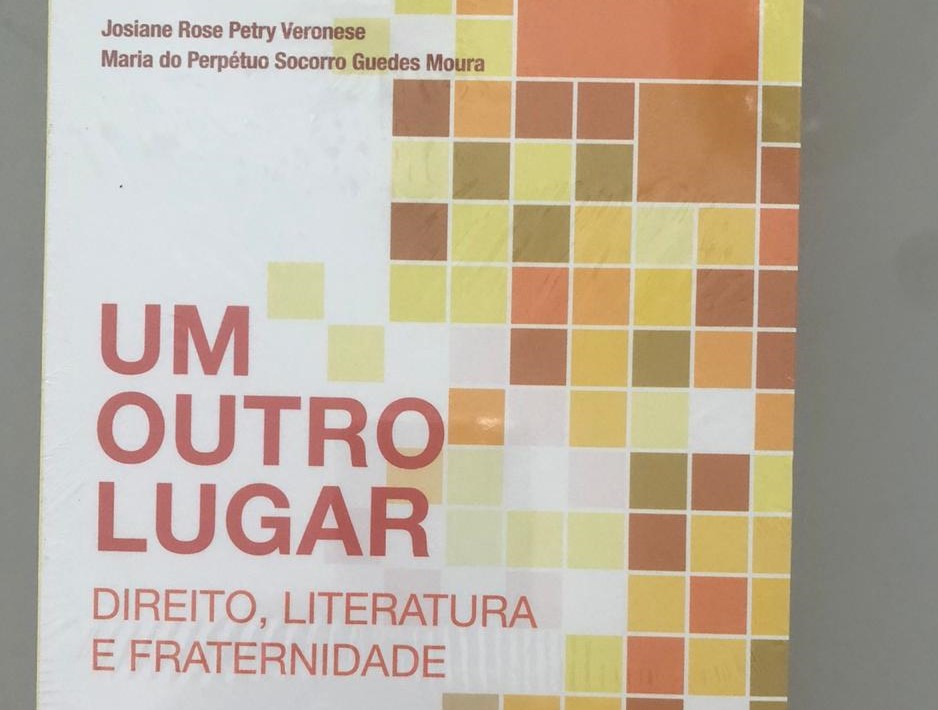 Josiane Rose Petry Veronese
Maria do Perpétuo Socorro Guedes Moura
UM
OUTRO
LUGAR
DIREITO, LITERATURA
E FRATERNIDADE